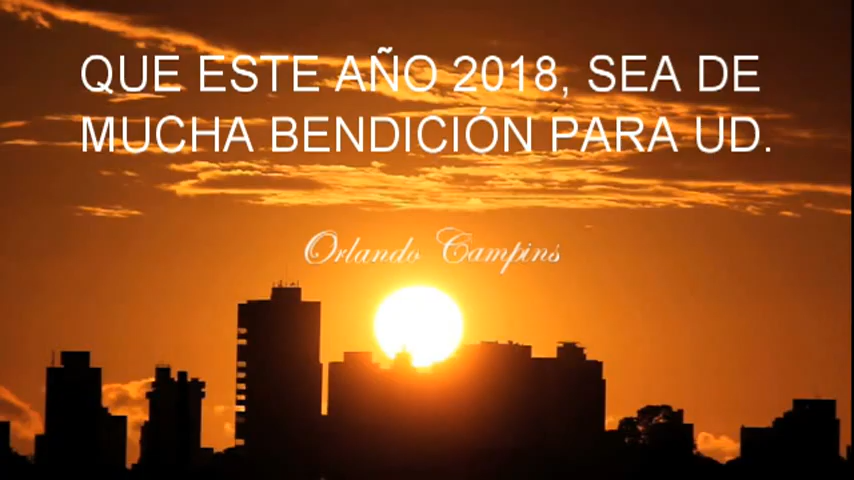 QUE ESTE AÑO 2018, SEA DE
MUCHA BENDICIÓN PARA UD.
Orlando Campins